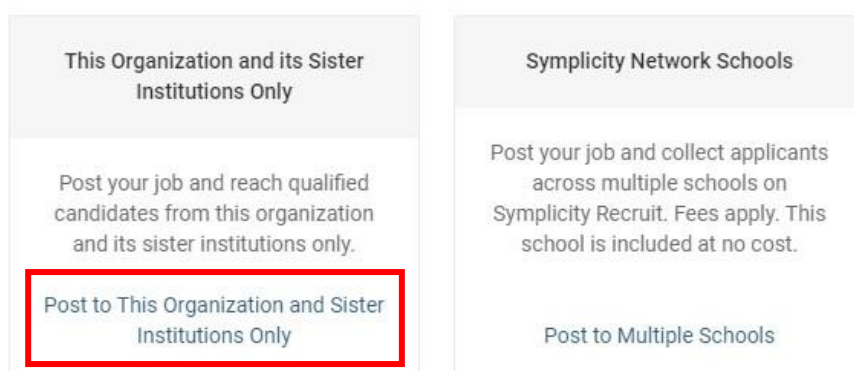 This Organization and its Sister
Institutions Only
Post your job and reach qualified
candidates from this organization
and its sister institutions only.
Post to This Organization and Sister
Institutions Only
Symplicity Network Schools
Post your job and collect applicants
across multiple schools on
Symplicity Recruit. Fees apply. This
school is included at no cost.
Post to Multiple Schools